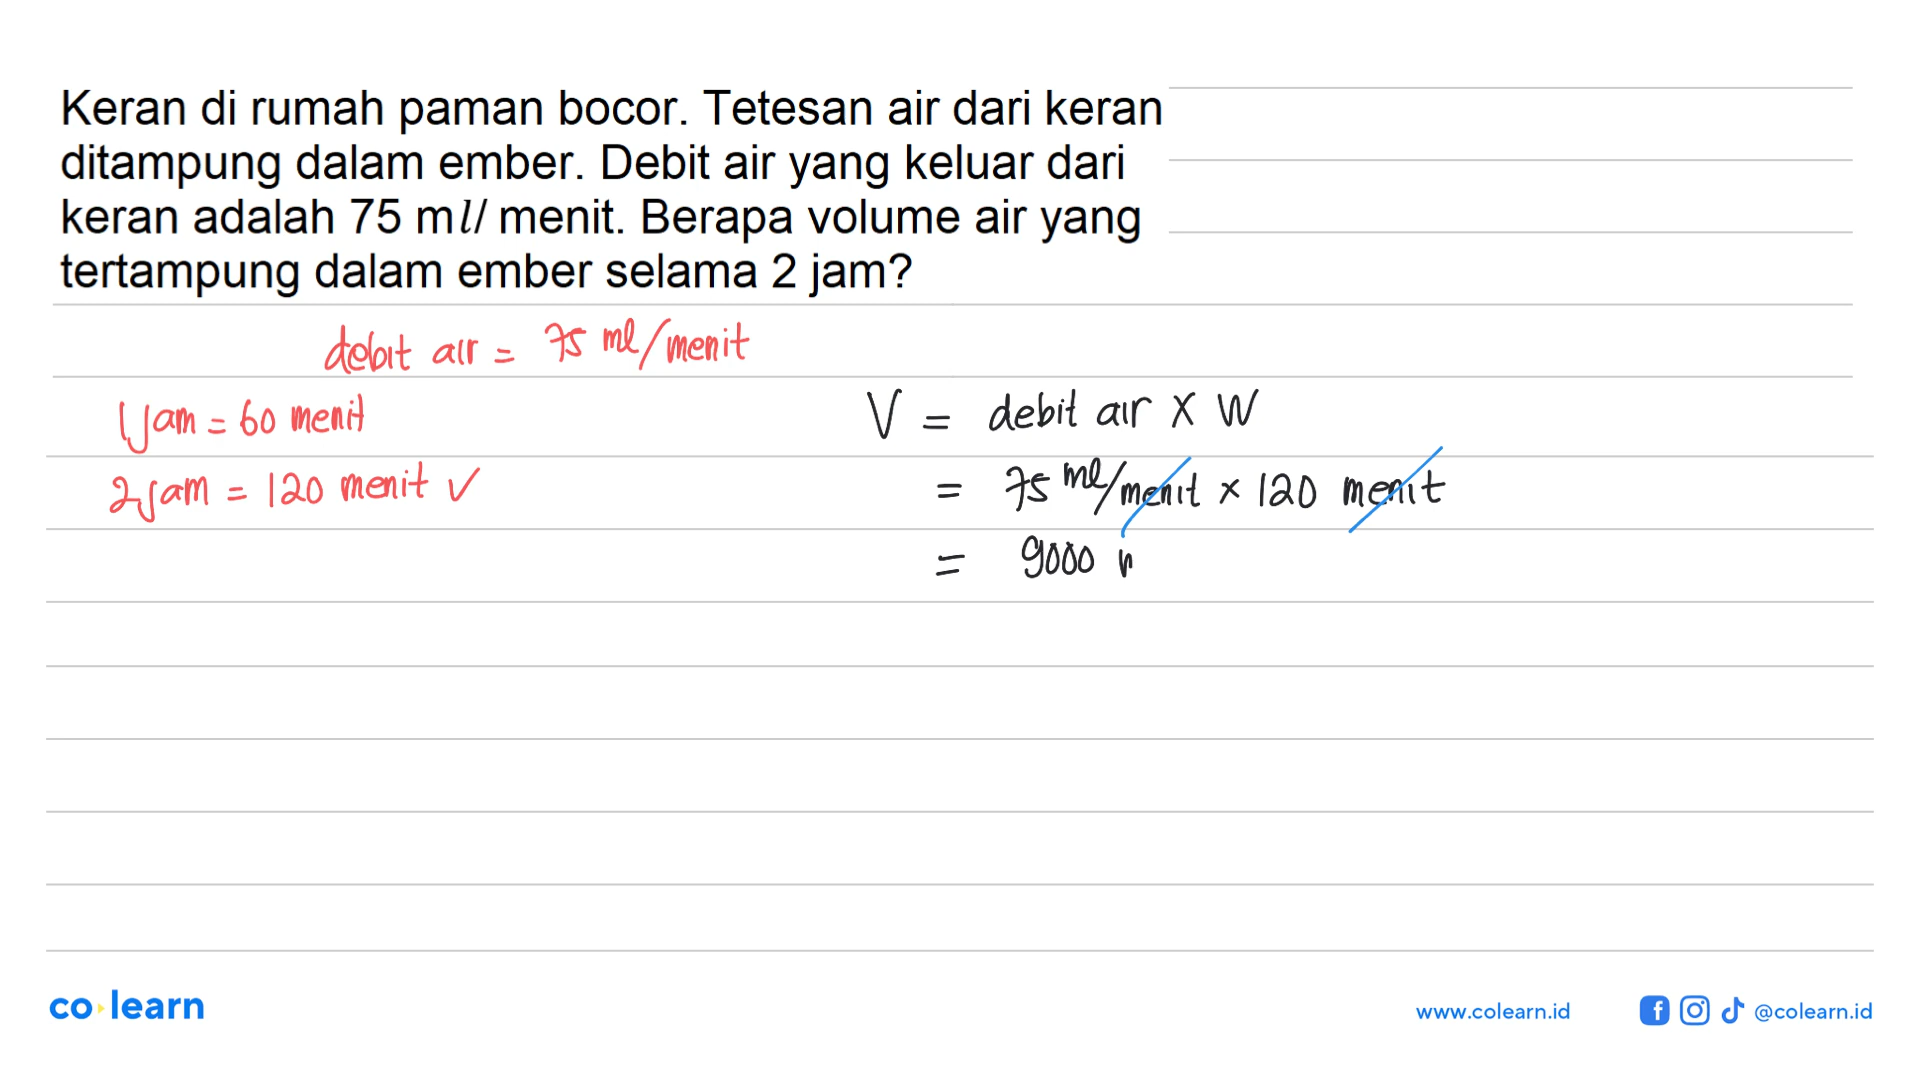 Keran di rumah paman bocor. Tetesan air dari keran
ditampung dalam ember. Debit air yang keluar dari
keran adalah 75 ml/ menit. Berapa volume air yang
tertampung dalam ember selama 2 jam?
debit air = 75 ml/menit
1 jam = 60 menit
2 jam = 120 menit ✓
V = debit air x W
= 75 ml/menit x 120 menit
= 9000
co learn
www.colearn.id
@colearn.id